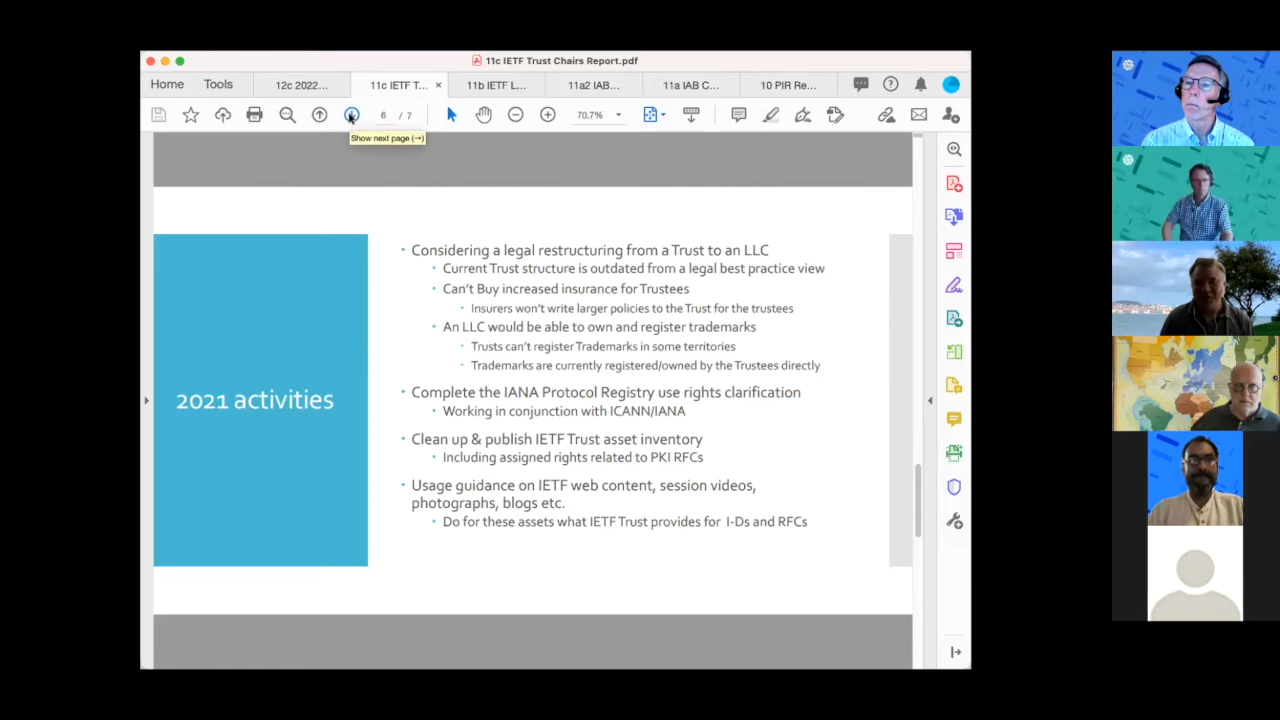 11c IETF Trust Chairs Report.pdf
Home Tools 12c 2022... 11c IETF T... × 11b IETF L... 11a2 IAB... 11a IAB C... 10 PIR Re...
6 / 7 70.7%
Show next page (→)
2021 activities
• Considering a legal restructuring from a Trust to an LLC
• Current Trust structure is outdated from a legal best practice view
• Can't Buy increased insurance for Trustees
• Insurers won't write larger policies to the Trust for the trustees
• An LLC would be able to own and register trademarks
• Trusts can't register Trademarks in some territories
• Trademarks are currently registered/owned by the Trustees directly
• Complete the IANA Protocol Registry use rights clarification
• Working in conjunction with ICANN/IANA
• Clean up & publish IETF Trust asset inventory
• Including assigned rights related to PKI RFCs
• Usage guidance on IETF web content, session videos,
photographs, blogs etc.
• Do for these assets what IETF Trust provides for I-Ds and RFCs